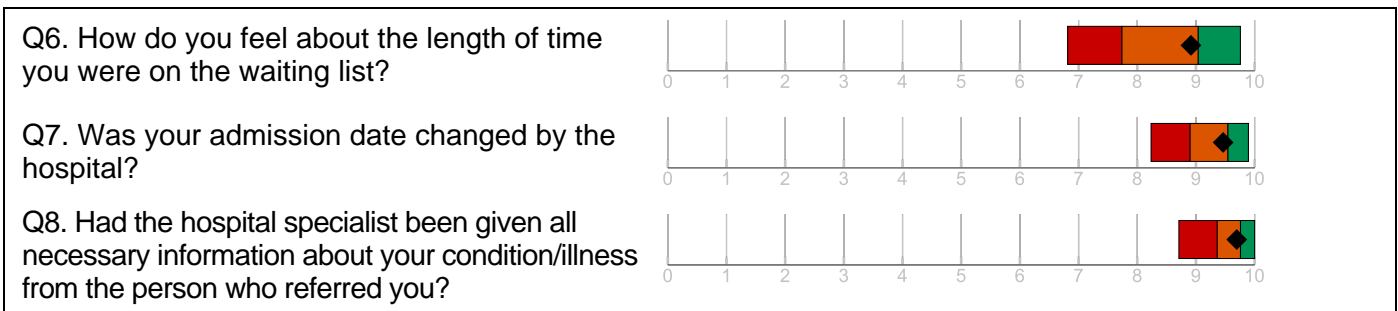 Q6. How do you feel about the length of time
you were on the waiting list?
0 1 2 3 4 5 6 7 8 9 10
Q7. Was your admission date changed by the
hospital?
0 1 2 3 4 5 6 7 8 9 10
Q8. Had the hospital specialist been given all
necessary information about your condition/illness
from the person who referred you?
0 1 2 3 4 5 6 7 8 9 10